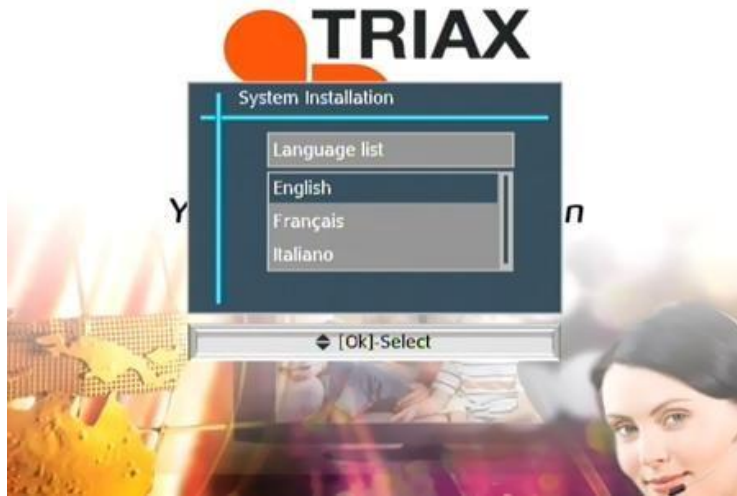 TRIAX
System Installation
Language list
English
Y n
Français
Italiano
[Ok]-Select